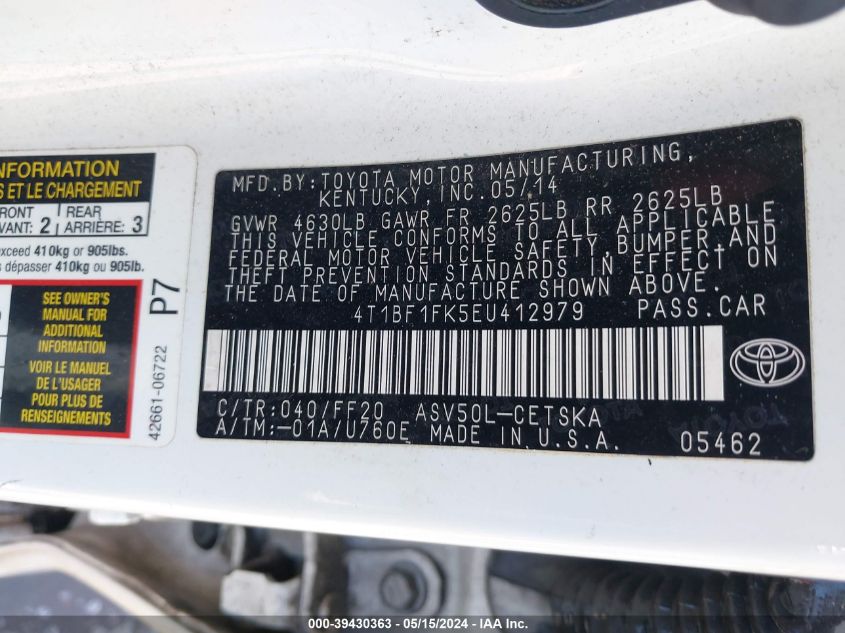 INFORMATION
S ET LE CHARGEMENT
FRONT
VANT: 2
REAR
ARRIÈRE: 3
exceed 410kg or 905lbs.
s dépasser 410kg ou 905lb.
SEE OWNER'S
MANUAL FOR
ADDITIONAL
INFORMATION
VOIR LE MANUEL
DE L'USAGER
POUR PLUS DE
RENSEIGNEMENTS
P7
42661-06722
MFD.BY:TOYOTA MOTOR MANUFACTURING,
KENTUCKY,INC.05/14
GVWR 4630LB GAWR FR 2625LB RR 2625LB
THIS VEHICLE CONFORMS TO ALL APPLICABLE
FEDERAL MOTOR VEHICLE SAFETY,BUMPER,AND
THEFT PREVENTION STANDARDS IN EFFECT ON
THE DATE OF MANUFACTURE SHOWN ABOVE.
4T1BF1FK5EU412979 PASS.CAR
C/TR:040/FF20 ASV50L-CETSKA
A/TM:-01A/U760E MADE IN U.S.A. 05462
000-39430363 - 05/15/2024 - IAA Inc.